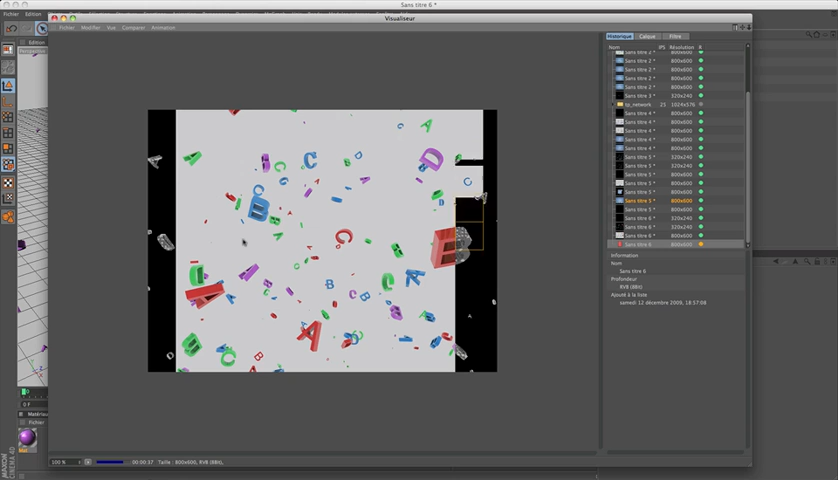 Sans titre 6 *
Fichier Edition
Visualiseur
Fichier Modifier Vue Comparer Animation
Edition
Perspective
Historique Calque Filtre
Nom IPS Résolution R
Sans titre 2 * 800x600
Sans titre 2 * 800x600
Sans titre 2 * 800x600
Sans titre 2 * 800x600
Sans titre 2 * 800x600
Sans titre 3 * 320x240
to_network 25 1024x576
Sans titre 4 * 800x600
Sans titre 4 * 800x600
Sans titre 4 * 800x600
Sans titre 4 * 800x600
Sans titre 4 * 800x600
Sans titre 5 * 320x240
Sans titre 5 * 320x240
Sans titre 5 * 800x600
Sans titre 5 * 800x600
Sans titre 5 * 800x600
Sans titre 5 * 800x600
Sans titre 5 * 800x600
Sans titre 6 * 320x240
Sans titre 6 * 320x240
Sans titre 6 * 800x600
Sans titre 6 800x600
Information
Nom
Sans titre 6
Profondeur
RVB (8Bit)
Ajouté à la liste
samedi 12 décembre 2009, 18:57:08
0 F
Matériau
Fichier
100 % 00:00:37 Taille : 800x600, RVB (8Bit),
MAXON
CINEMA 4D